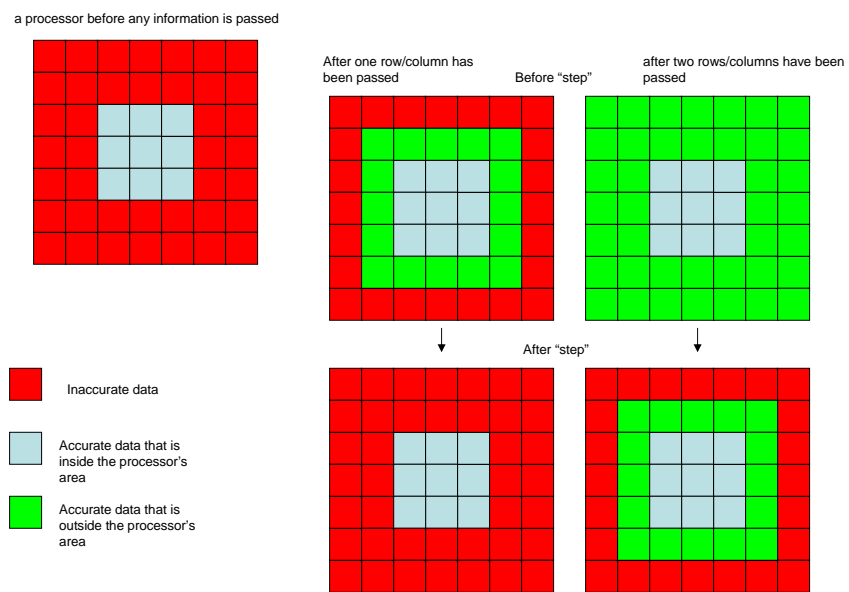 a processor before any information is passed
After one row/column has
been passed
Before “step”
after two rows/columns have been
passed
After “step”
Inaccurate data
Accurate data that is
inside the processor’s
area
Accurate data that is
outside the processor’s
area